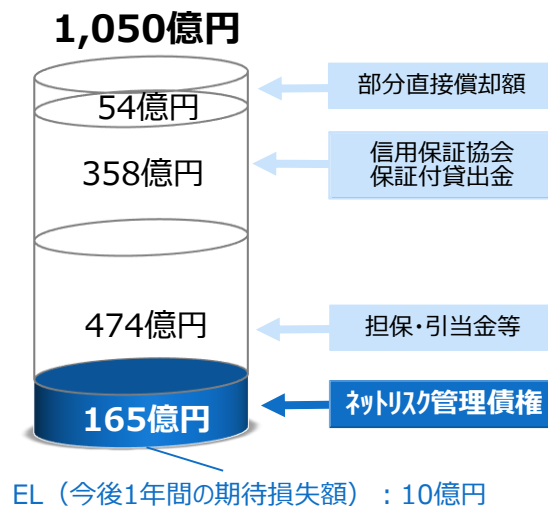 1,050億円
部分直接償却額
54億円
信用保証協会
保証付貸出金
358億円
474億円
担保・引当金等
ネットリスク管理債権
165億円
EL（今後1年間の期待損失額）：10億円